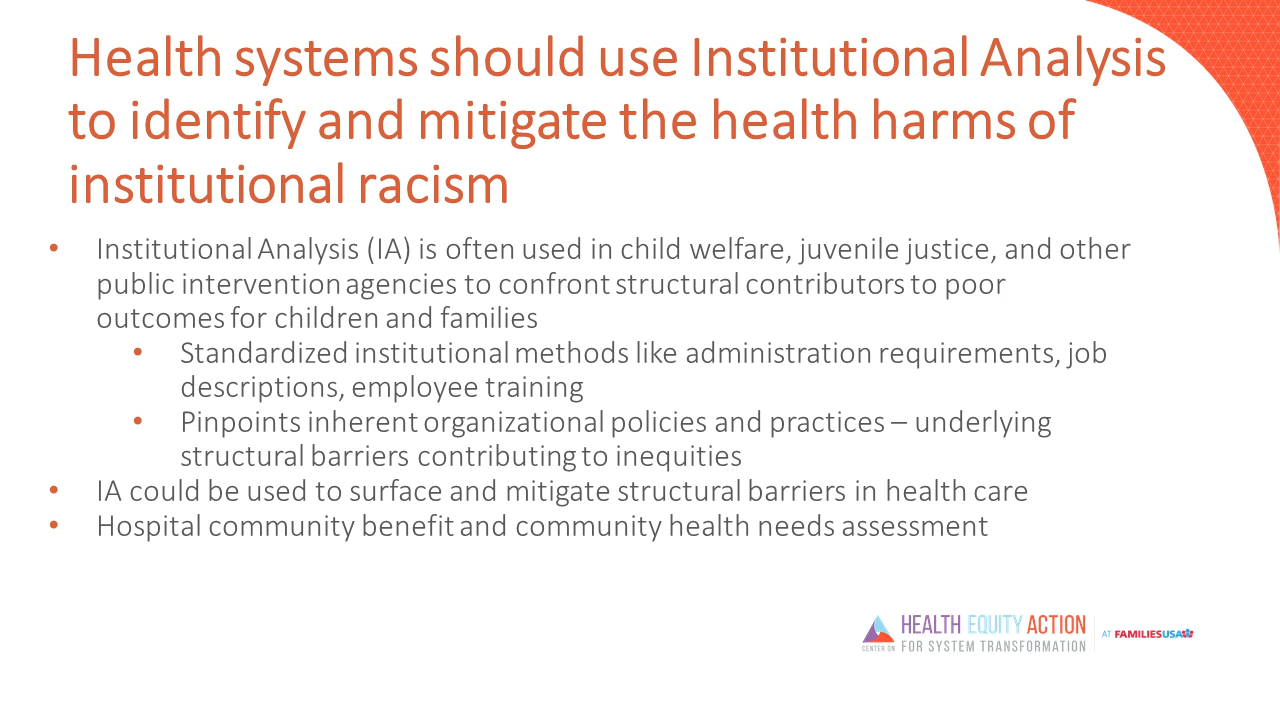 Health systems should use Institutional Analysis
to identify and mitigate the health harms of
institutional racism
• Institutional Analysis (IA) is often used in child welfare, juvenile justice, and other
public intervention agencies to confront structural contributors to poor
outcomes for children and families
• Standardized institutional methods like administration requirements, job
descriptions, employee training
• Pinpoints inherent organizational policies and practices – underlying
structural barriers contributing to inequities
• IA could be used to surface and mitigate structural barriers in health care
• Hospital community benefit and community health needs assessment
HEALTH EQUITY ACTION
CENTER ON FOR SYSTEM TRANSFORMATION
AT FAMILIESUSA